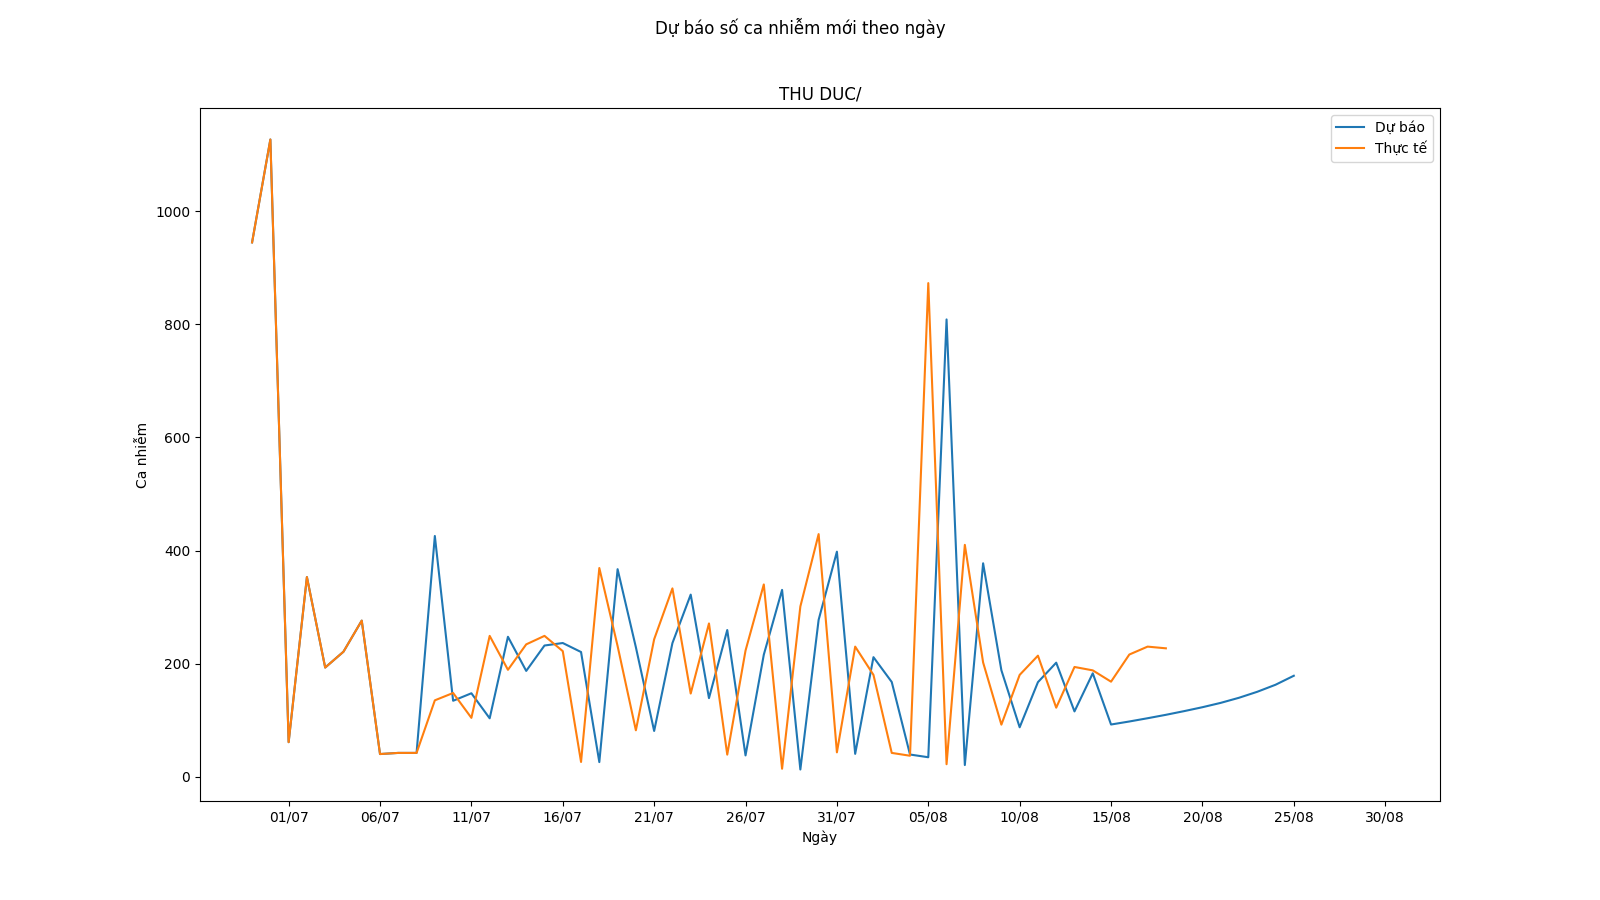 Dự báo số ca nhiễm mới theo ngày
THU DUC/
Dự báo
Thực tế
1000
800
600
400
200
0
Ca nhiễm
01/07 06/07 11/07 16/07 21/07 26/07 31/07 05/08 10/08 15/08 20/08 25/08 30/08
Ngày